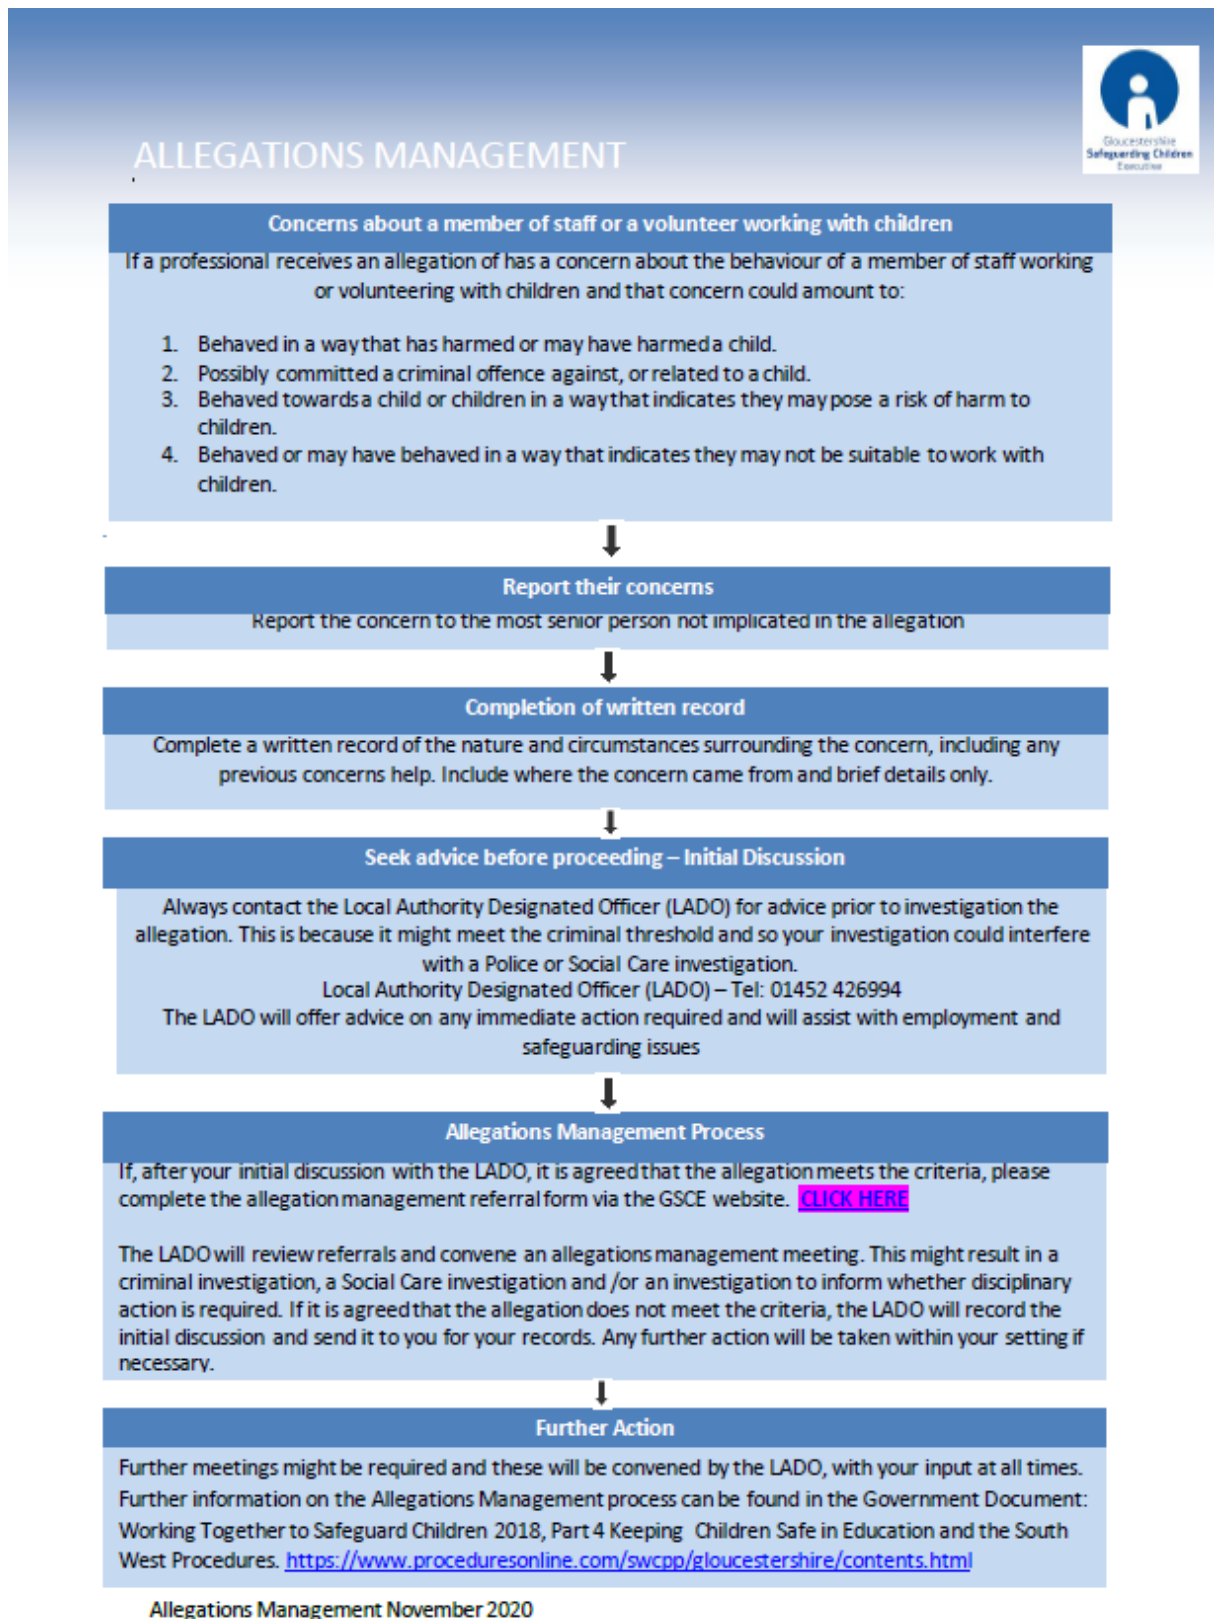 Gloucestershire
Safeguarding Children
Executive
ALLEGATIONS MANAGEMENT
Concerns about a member of staff or a volunteer working with children
If a professional receives an allegation of has a concern about the behaviour of a member of staff working
or volunteering with children and that concern could amount to:
1. Behaved in a way that has harmed or may have harmed a child.
2. Possibly committed a criminal offence against, or related to a child.
3. Behaved towards a child or children in a way that indicates they may pose a risk of harm to
children.
4. Behaved or may have behaved in a way that indicates they may not be suitable to work with
children.
Report their concerns
Report the concern to the most senior person not implicated in the allegation
Completion of written record
Complete a written record of the nature and circumstances surrounding the concern, including any
previous concerns help. Include where the concern came from and brief details only.
Seek advice before proceeding – Initial Discussion
Always contact the Local Authority Designated Officer (LADO) for advice prior to investigation the
allegation. This is because it might meet the criminal threshold and so your investigation could interfere
with a Police or Social Care investigation.
Local Authority Designated Officer (LADO) – Tel: 01452 426994
The LADO will offer advice on any immediate action required and will assist with employment and
safeguarding issues
Allegations Management Process
If, after your initial discussion with the LADO, it is agreed that the allegation meets the criteria, please
complete the allegation management referral form via the GSCE website. CLICK HERE
The LADO will review referrals and convene an allegations management meeting. This might result in a
criminal investigation, a Social Care investigation and /or an investigation to inform whether disciplinary
action is required. If it is agreed that the allegation does not meet the criteria, the LADO will record the
initial discussion and send it to you for your records. Any further action will be taken within your setting if
necessary.
Further Action
Further meetings might be required and these will be convened by the LADO, with your input at all times.
Further information on the Allegations Management process can be found in the Government Document:
Working Together to Safeguard Children 2018, Part 4 Keeping Children Safe in Education and the South
West Procedures. https://www.proceduresonline.com/swcpp/gloucestershire/contents.html
Allegations Management November 2020